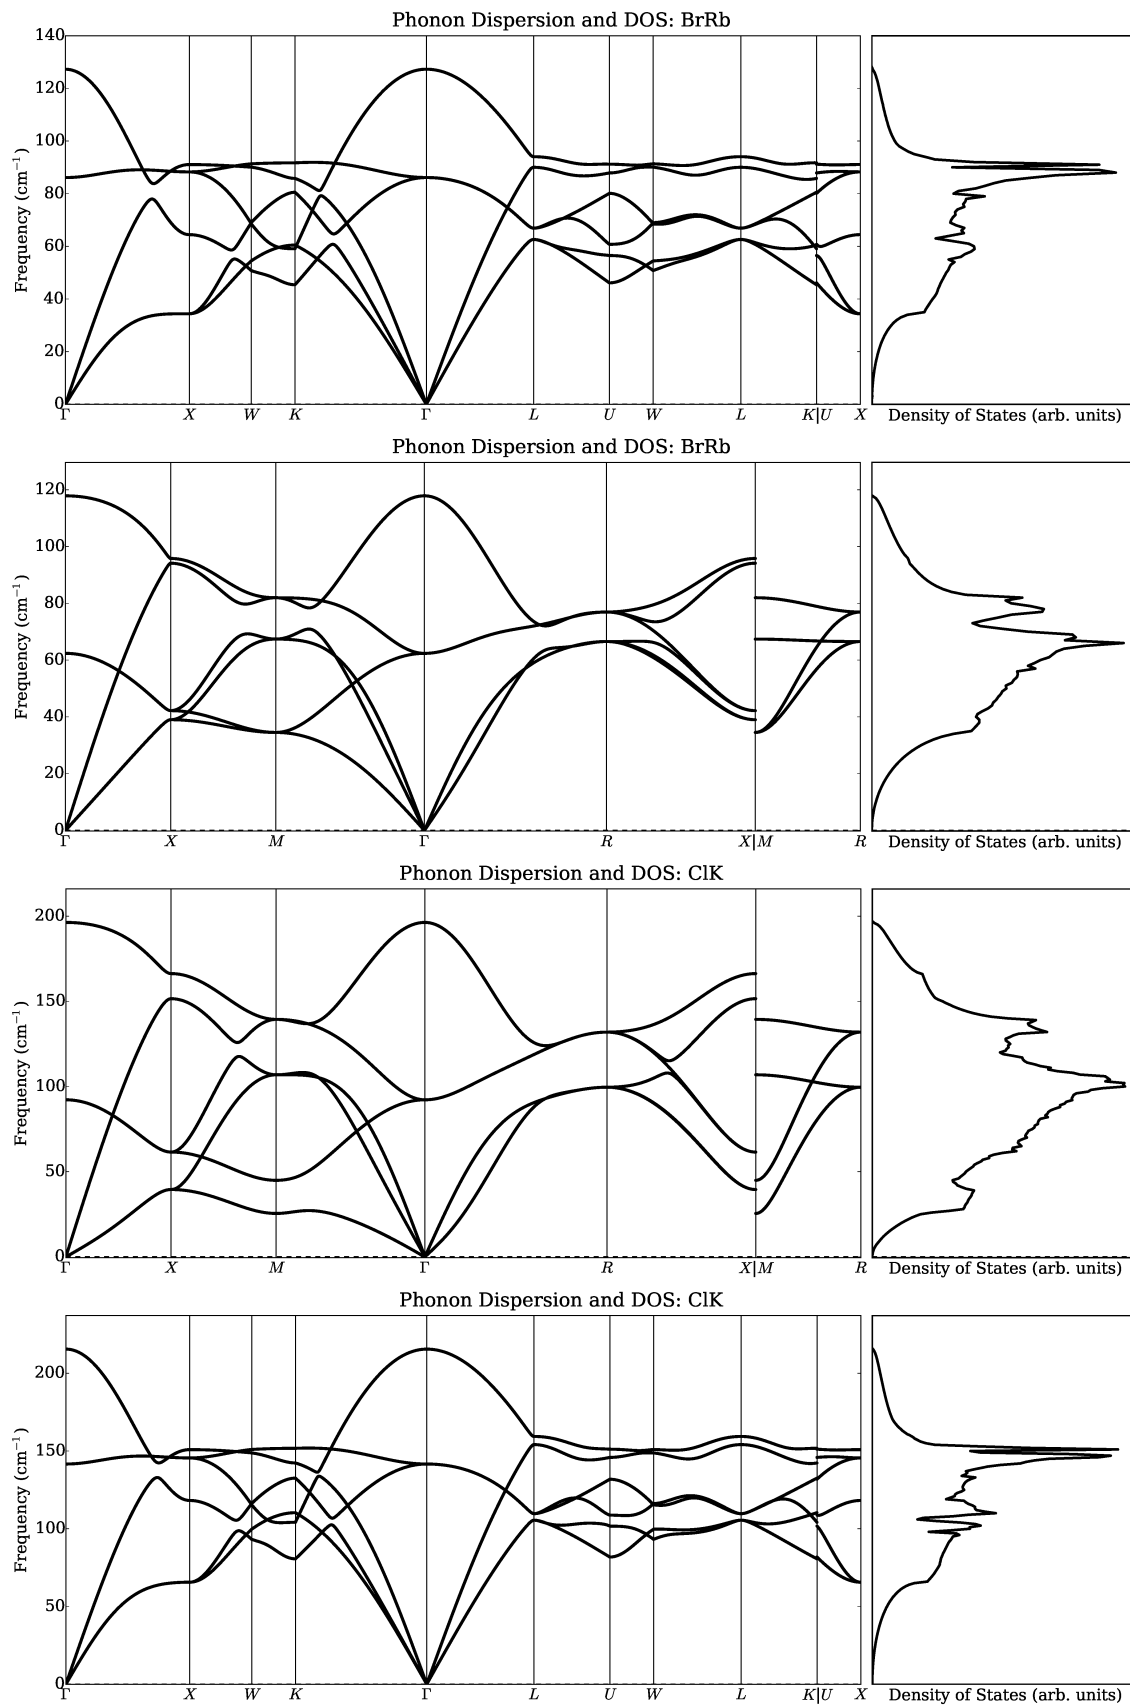 Phonon Dispersion and DOS: BrRb
140
120
100
80
60
40
20
0
Frequency (cm⁻¹)
Γ X W K Γ L U W L K|U X
Density of States (arb. units)
Phonon Dispersion and DOS: BrRb
120
100
80
60
40
20
0
Frequency (cm⁻¹)
Γ X M Γ R X|M R
Density of States (arb. units)
Phonon Dispersion and DOS: ClK
200
150
100
50
0
Frequency (cm⁻¹)
Γ X M Γ R X|M R
Density of States (arb. units)
Phonon Dispersion and DOS: ClK
200
150
100
50
0
Frequency (cm⁻¹)
Γ X W K Γ L U W L K|U X
Density of States (arb. units)